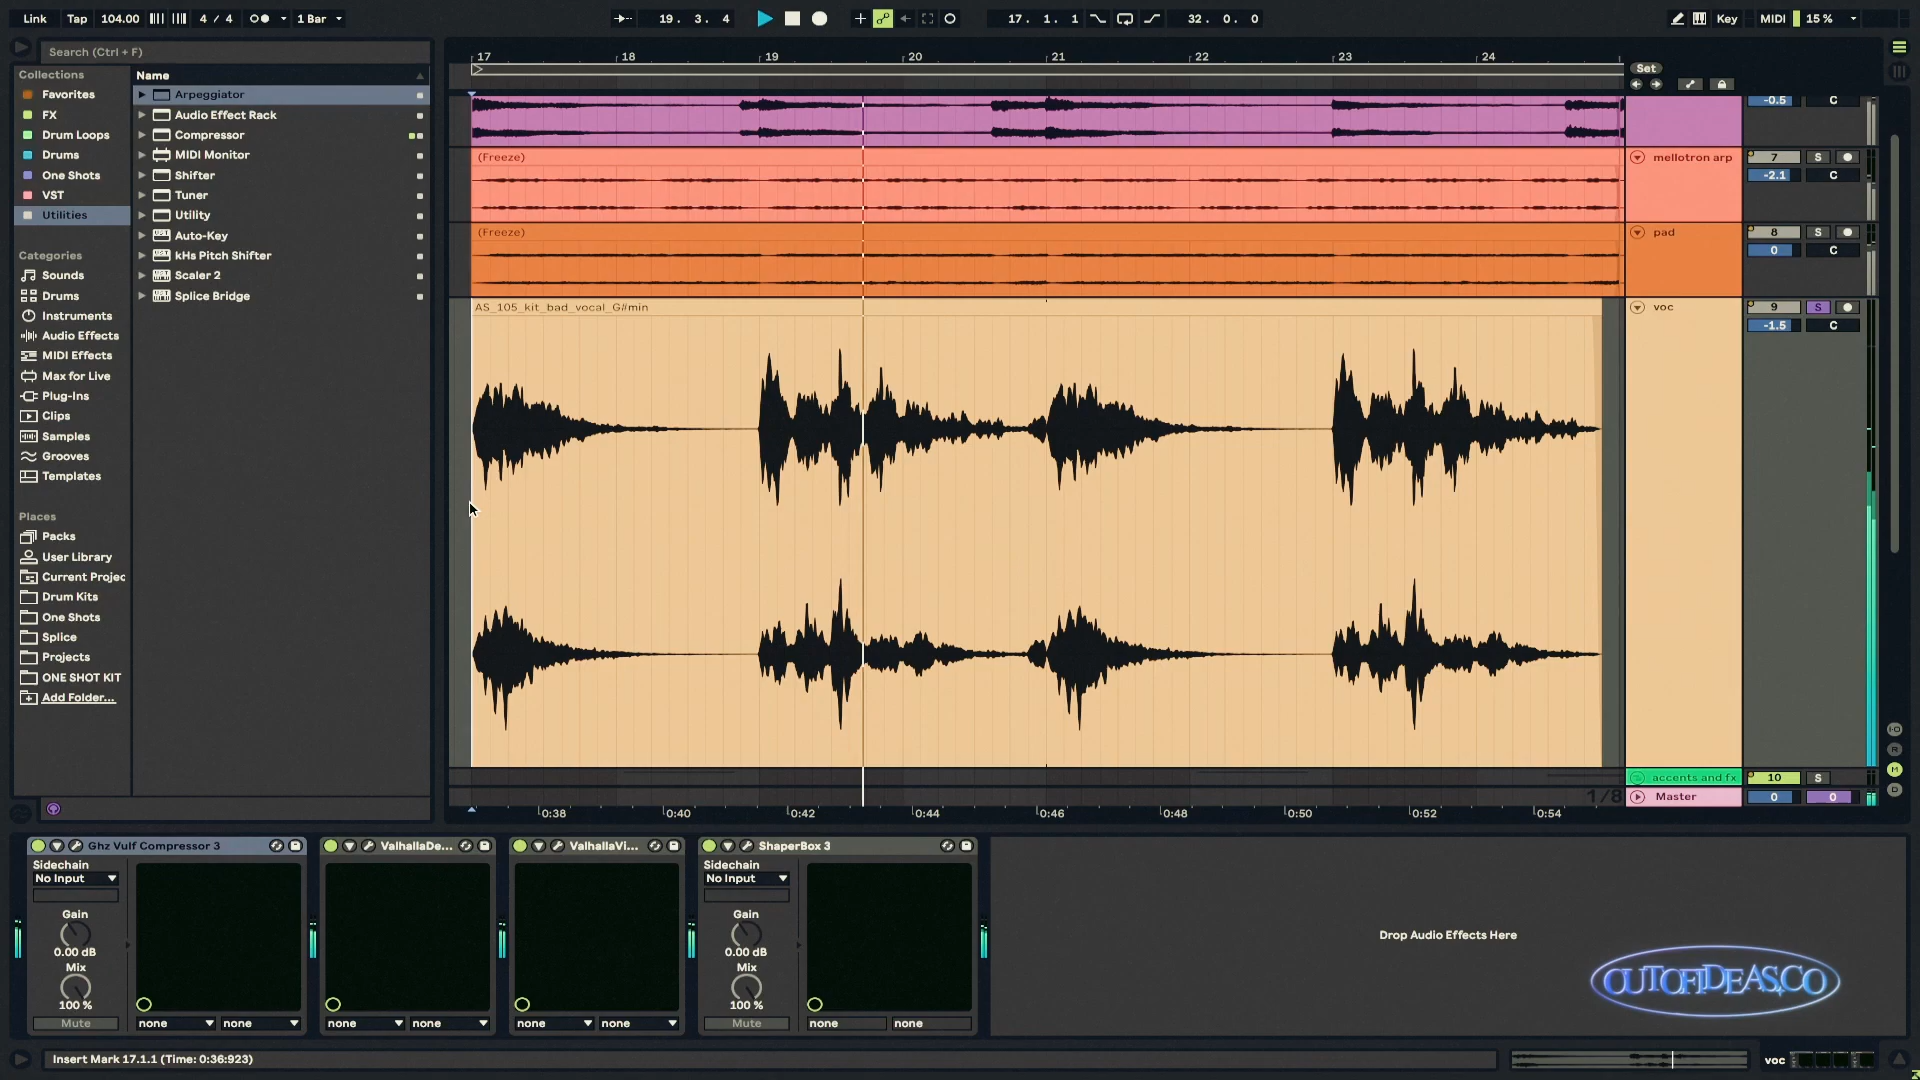 Link Tap 104.00 4 / 4 1 Bar 19. 3. 4 17. 1. 1 32. 0. 0 Key MIDI 15 %
Search (Ctrl + F)
Collections
Favorites
FX
Drum Loops
Drums
One Shots
VST
Utilities
Categories
Sounds
Drums
Instruments
Audio Effects
MIDI Effects
Max for Live
Plug-Ins
Clips
Samples
Grooves
Templates
Places
Packs
User Library
Current Projec
Drum Kits
One Shots
Splice
Projects
ONE SHOT KIT
Add Folder...
Name
Arpeggiator
Audio Effect Rack
Compressor
MIDI Monitor
Shifter
Tuner
Utility
Auto-Key
kHs Pitch Shifter
Scaler 2
Splice Bridge
17 18 19 20 21 22 23 24
Set
-0.5 C
(Freeze)
mellotron arp 7 S
-2.1 C
(Freeze)
pad 8 S
0 C
AS_105_kit_bad_vocal_G#min
voc 9 S
-1.5 C
accents and fx 10 S
1/8
Master 0 0
0:38 0:40 0:42 0:44 0:46 0:48 0:50 0:52 0:54
I-O
R
M
D
Ghz Vulf Compressor 3
Sidechain
No Input
Gain
0.00 dB
Mix
100 %
Mute
none none
ValhallaDe...
none none
ValhallaVi...
none none
ShaperBox 3
Sidechain
No Input
Gain
0.00 dB
Mix
100 %
Mute
none none
Drop Audio Effects Here
OUTOFIDEAS.CO
Insert Mark 17.1.1 (Time: 0:36:923)
voc